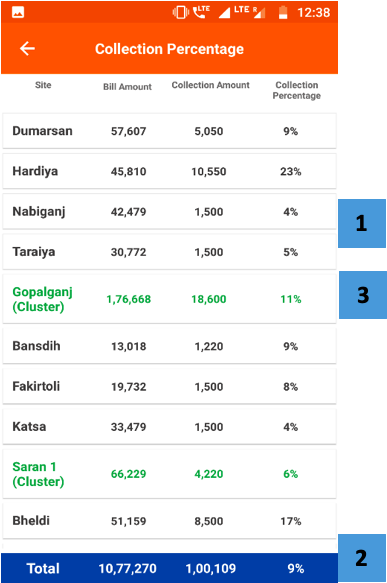 LTE LTE R 12:38
Collection Percentage
Site Bill Amount Collection Amount Collection
Percentage
Dumarsan 57,607 5,050 9%
Hardiya 45,810 10,550 23%
Nabiganj 42,479 1,500 4%
1
Taraiya 30,772 1,500 5%
Gopalganj
(Cluster) 1,76,668 18,600 11%
3
Bansdih 13,018 1,220 9%
Fakirtoli 19,732 1,500 8%
Katsa 33,479 1,500 4%
Saran 1
(Cluster) 66,229 4,220 6%
Bheldi 51,159 8,500 17%
Total 10,77,270 1,00,109 9%
2